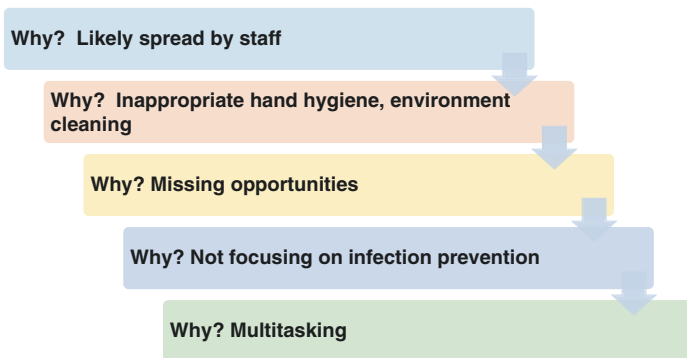 Why?  Likely spread by staff
Why?  Inappropriate hand hygiene, environment
cleaning
Why? Missing opportunities
Why? Not focusing on infection prevention
Why? Multitasking